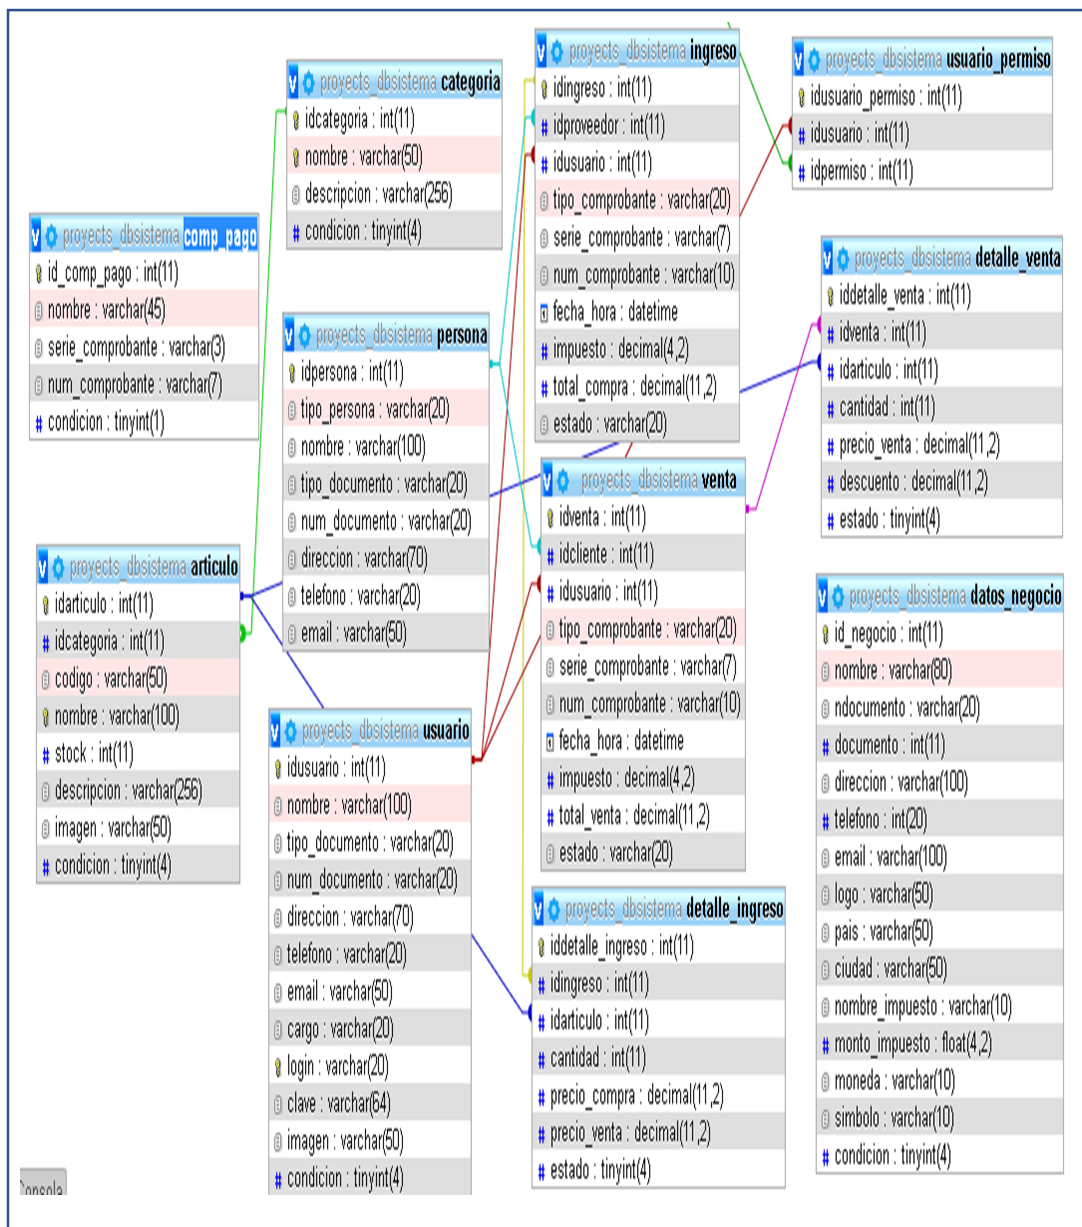 proyects_dbsistema categoria
idcategoria : int(11)
nombre : varchar(50)
descripcion : varchar(256)
condicion : tinyint(4)
proyects_dbsistema ingreso
idingreso : int(11)
idproveedor : int(11)
idusuario : int(11)
tipo_comprobante : varchar(20)
serie_comprobante : varchar(7)
num_comprobante : varchar(10)
fecha_hora : datetime
impuesto : decimal(4,2)
total_compra : decimal(11,2)
estado : varchar(20)
proyects_dbsistema usuario_permiso
idusuario_permiso : int(11)
idusuario : int(11)
idpermiso : int(11)
proyects_dbsistema comp_pago
id_comp_pago : int(11)
nombre : varchar(45)
serie_comprobante : varchar(3)
num_comprobante : varchar(7)
condicion : tinyint(1)
proyects_dbsistema persona
idpersona : int(11)
tipo_persona : varchar(20)
nombre : varchar(100)
tipo_documento : varchar(20)
num_documento : varchar(20)
direccion : varchar(70)
telefono : varchar(20)
email : varchar(50)
proyects_dbsistema detalle_venta
iddetalle_venta : int(11)
idventa : int(11)
idarticulo : int(11)
cantidad : int(11)
precio_venta : decimal(11,2)
descuento : decimal(11,2)
estado : tinyint(4)
proyects_dbsistema venta
idventa : int(11)
idcliente : int(11)
idusuario : int(11)
tipo_comprobante : varchar(20)
serie_comprobante : varchar(7)
num_comprobante : varchar(10)
fecha_hora : datetime
impuesto : decimal(4,2)
total_venta : decimal(11,2)
estado : varchar(20)
proyects_dbsistema articulo
idarticulo : int(11)
idcategoria : int(11)
codigo : varchar(50)
nombre : varchar(100)
stock : int(11)
descripcion : varchar(256)
imagen : varchar(50)
condicion : tinyint(4)
proyects_dbsistema datos_negocio
id_negocio : int(11)
nombre : varchar(80)
ndocumento : varchar(20)
documento : int(11)
direccion : varchar(100)
telefono : int(20)
email : varchar(100)
logo : varchar(50)
pais : varchar(50)
ciudad : varchar(50)
nombre_impuesto : varchar(10)
monto_impuesto : float(4,2)
moneda : varchar(10)
simbolo : varchar(10)
condicion : tinyint(4)
proyects_dbsistema usuario
idusuario : int(11)
nombre : varchar(100)
tipo_documento : varchar(20)
num_documento : varchar(20)
direccion : varchar(70)
telefono : varchar(20)
email : varchar(50)
cargo : varchar(20)
login : varchar(20)
clave : varchar(64)
imagen : varchar(50)
condicion : tinyint(4)
proyects_dbsistema detalle_ingreso
iddetalle_ingreso : int(11)
idingreso : int(11)
idarticulo : int(11)
cantidad : int(11)
precio_compra : decimal(11,2)
precio_venta : decimal(11,2)
estado : tinyint(4)
Consola